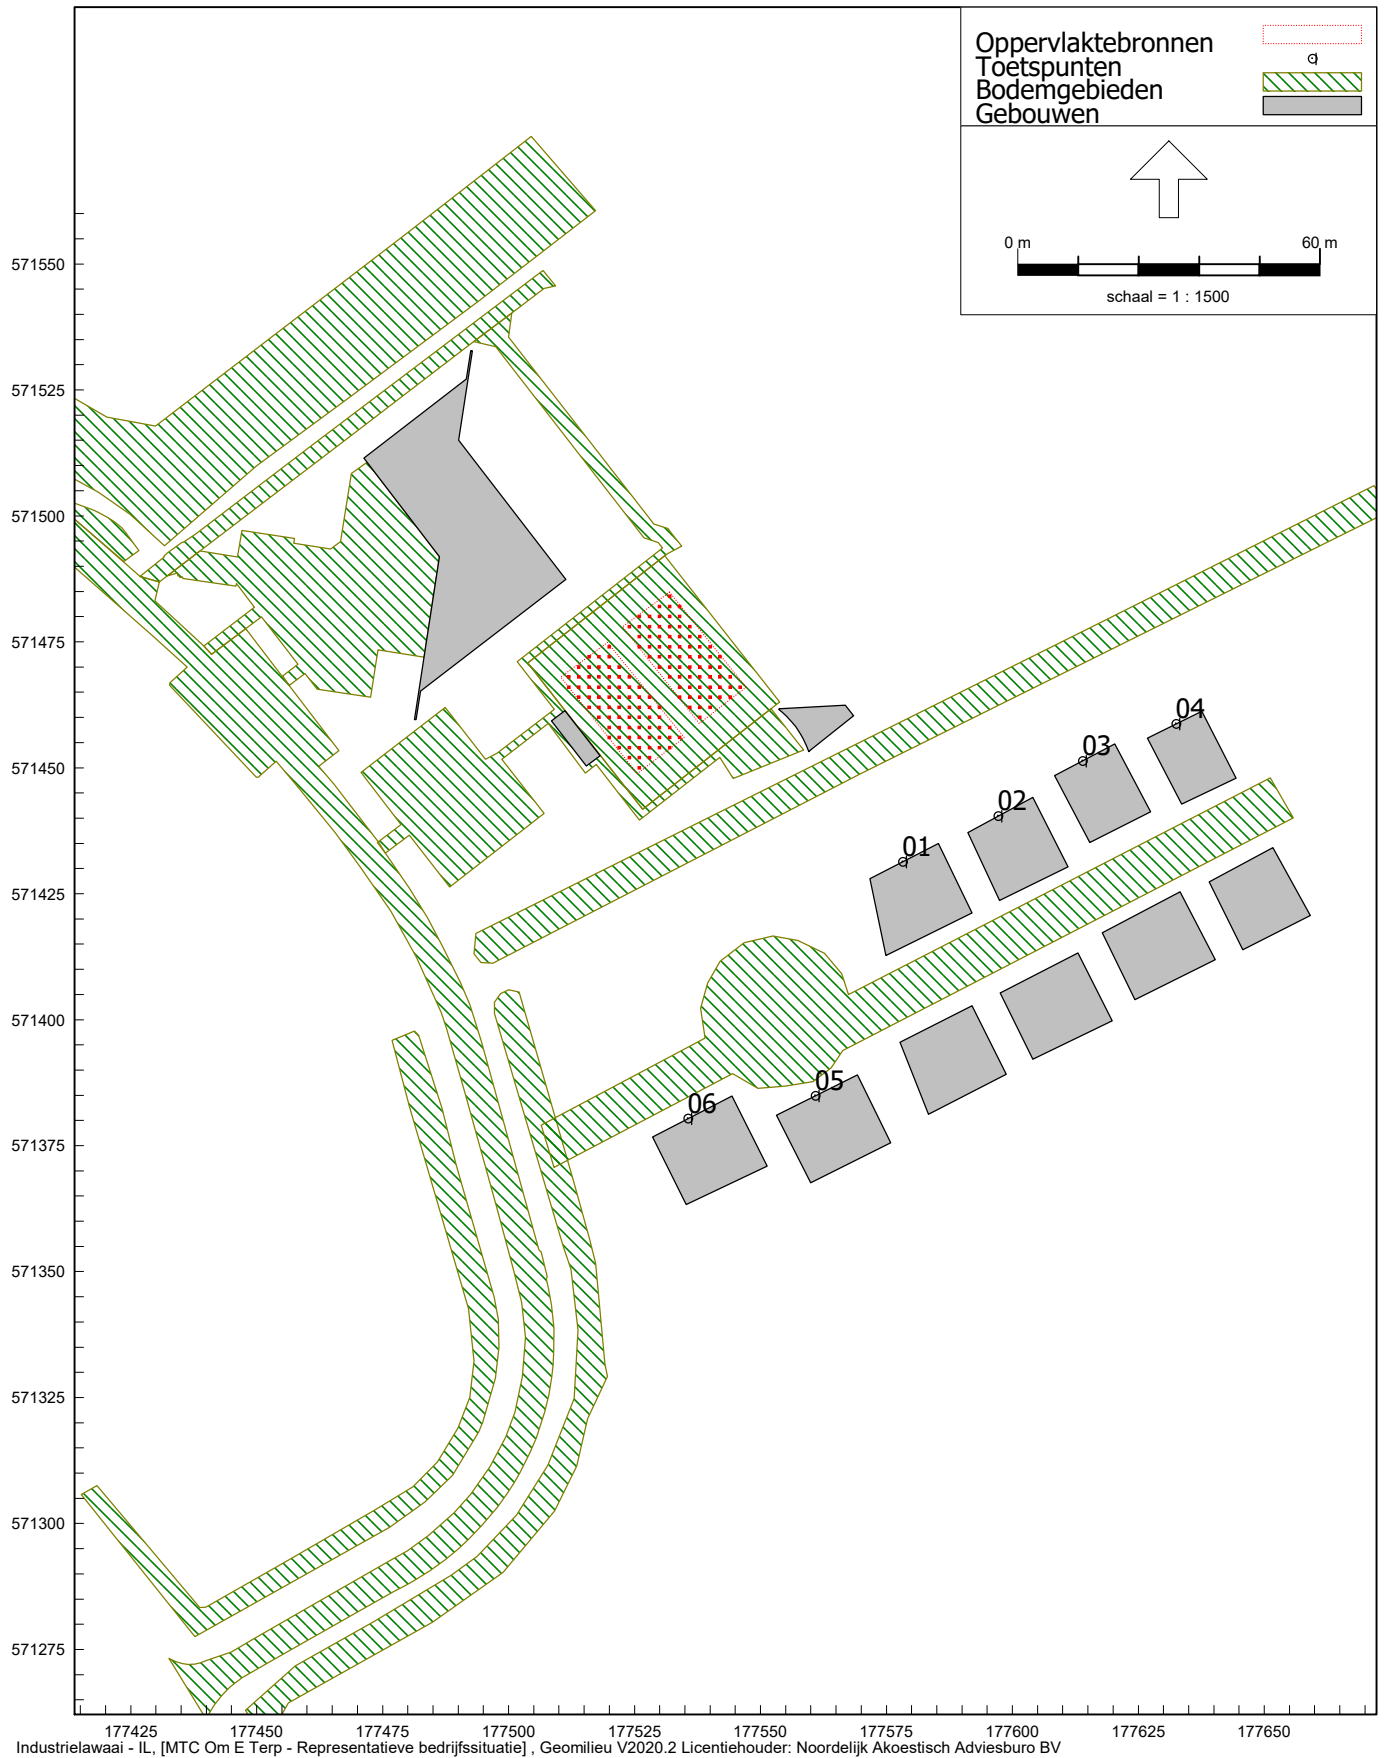 Oppervlaktebronnen
Toetspunten
Bodemgebieden
Gebouwen
0 m 60 m
schaal = 1 : 1500
571550
571525
571500
571475
571450
571425
571400
571375
571350
571325
571300
571275
04
03
02
01
05
06
177425 177450 177475 177500 177525 177550 177575 177600 177625 177650
Industrielawaai - IL, [MTC Om E Terp - Representatieve bedrijfssituatie] , Geomilieu V2020.2 Licentiehouder: Noordelijk Akoestisch Adviesburo BV